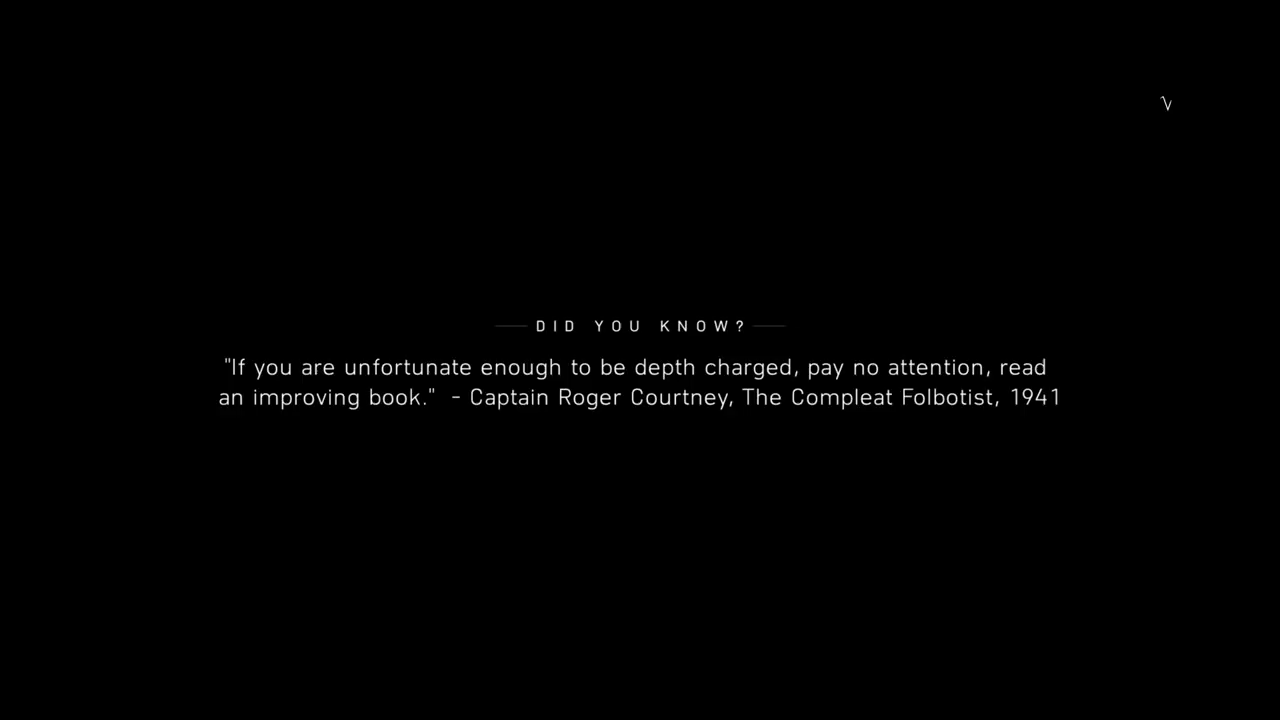 DID YOU KNOW?
"If you are unfortunate enough to be depth charged, pay no attention, read
an improving book."  - Captain Roger Courtney, The Compleat Folbotist, 1941